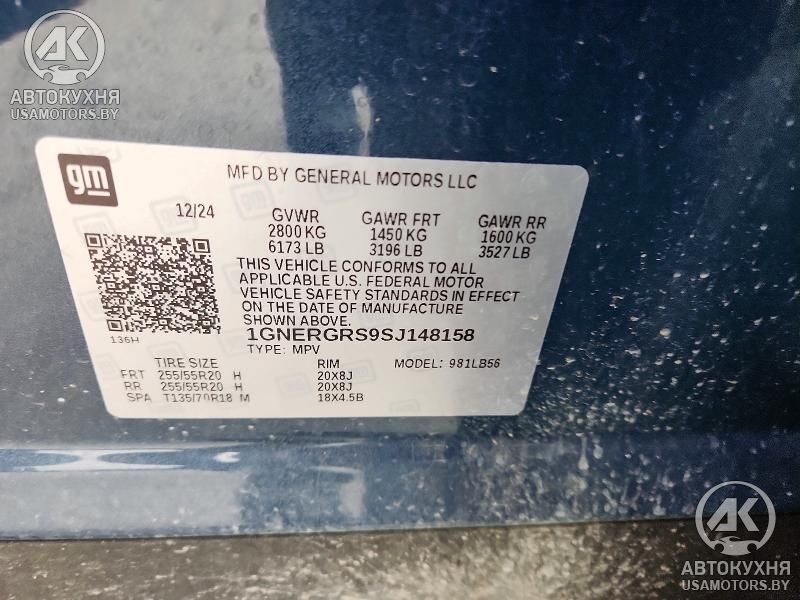 AK
АВТОКУХНЯ
USAMOTORS.BY
gm
MFD BY GENERAL MOTORS LLC
12/24 GVWR GAWR FRT GAWR RR
2800 KG 1450 KG 1600 KG
6173 LB 3196 LB 3527 LB
THIS VEHICLE CONFORMS TO ALL
APPLICABLE U.S. FEDERAL MOTOR
VEHICLE SAFETY STANDARDS IN EFFECT
ON THE DATE OF MANUFACTURE
SHOWN ABOVE.
136H 1GNERGRS9SJ148158
TYPE: MPV
TIRE SIZE RIM MODEL: 981LB56
FRT 255/55R20 H 20X8J
RR 255/55R20 H 20X8J
SPA T135/70R18 M 18X4.5B
AK
АВТОКУХНЯ
USAMOTORS.BY